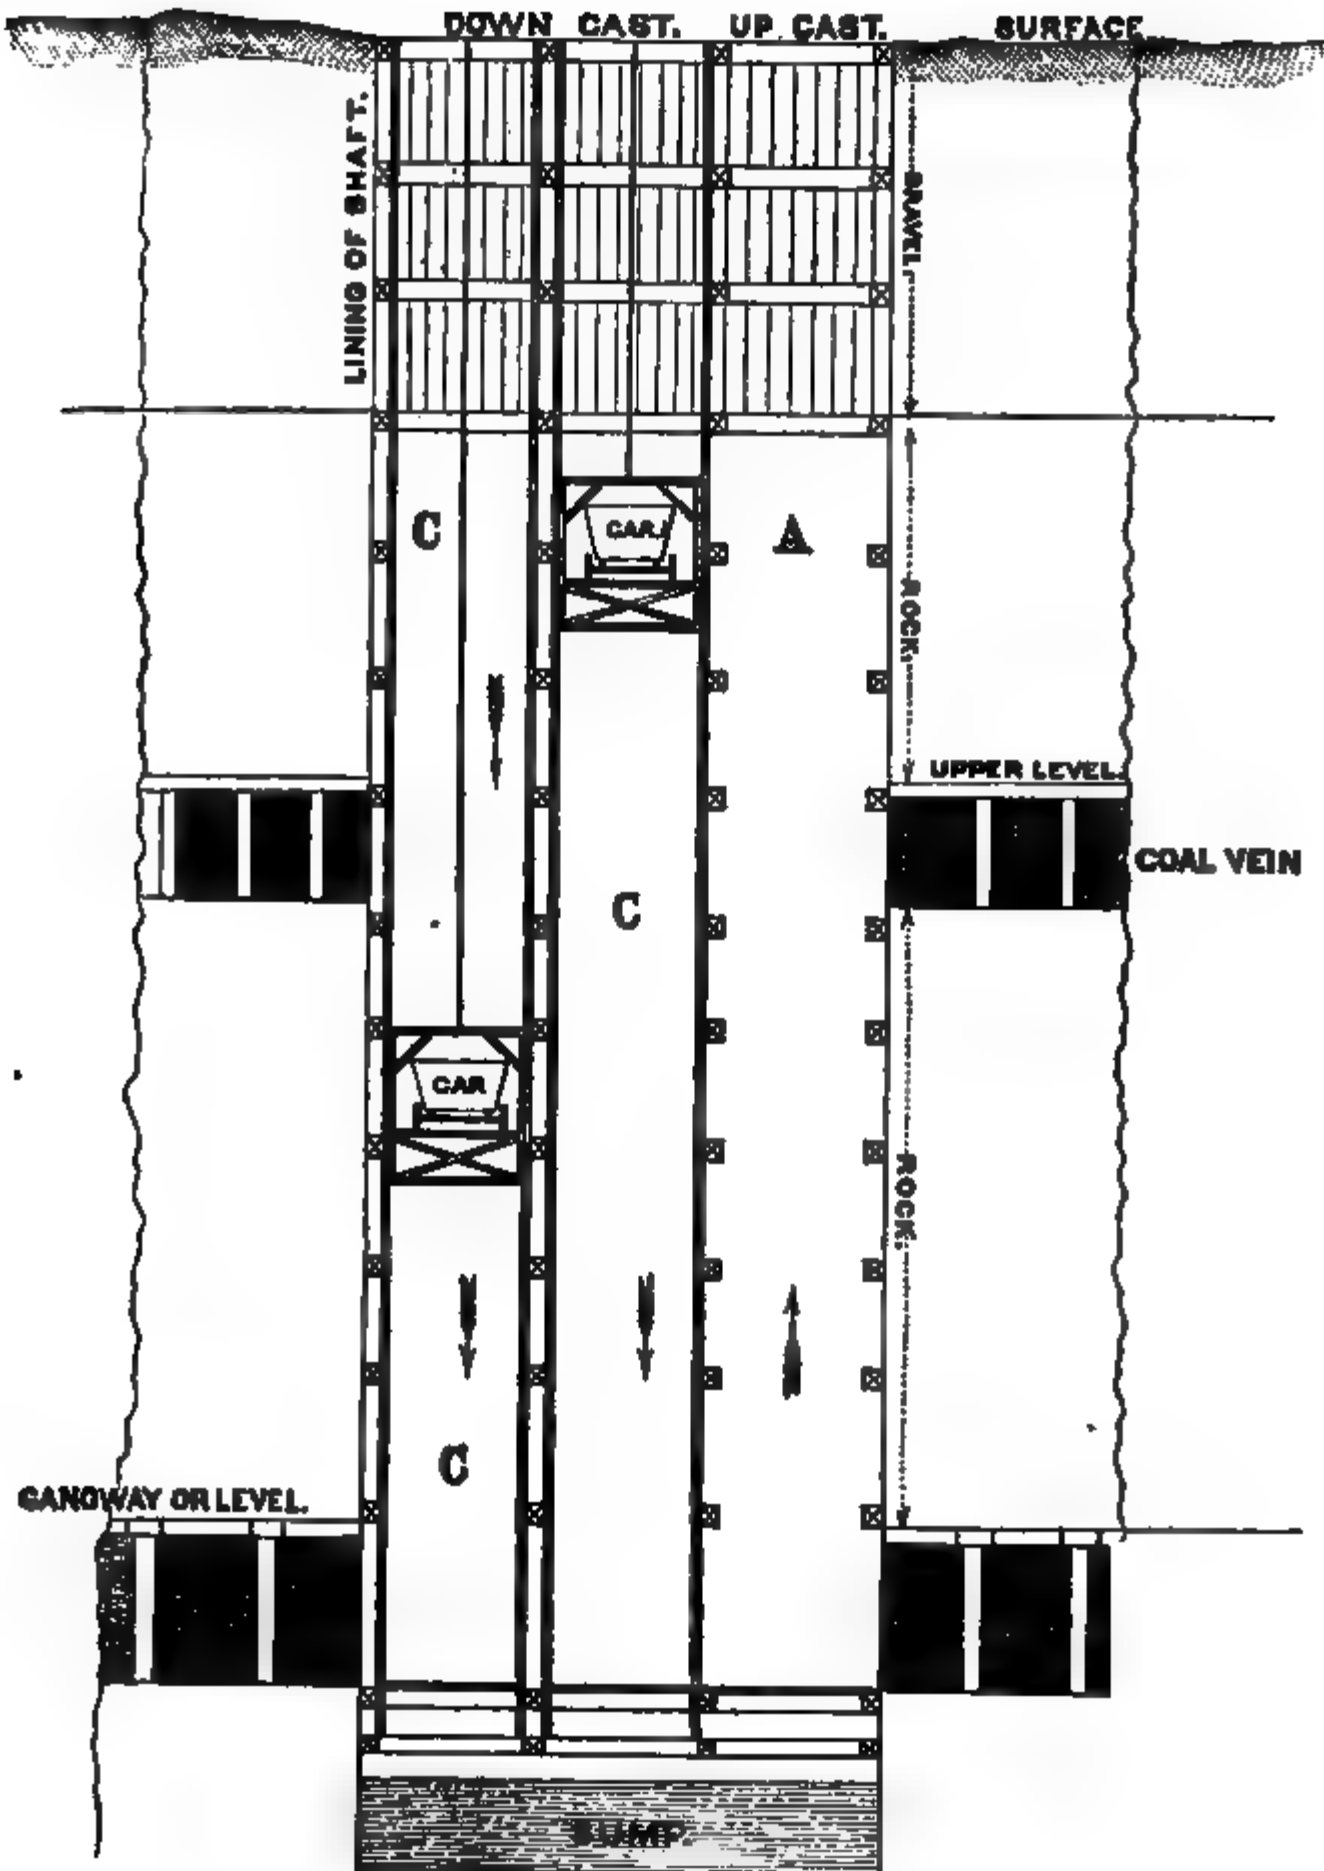 DOWN CAST. UP CAST. SURFACE
LINING OF SHAFT.
GRAVEL.
C
CAR.
A
ROCK.
UPPER LEVEL.
COAL VEIN
C
CAR
ROCK.
C
GANGWAY OR LEVEL.
SUMP.